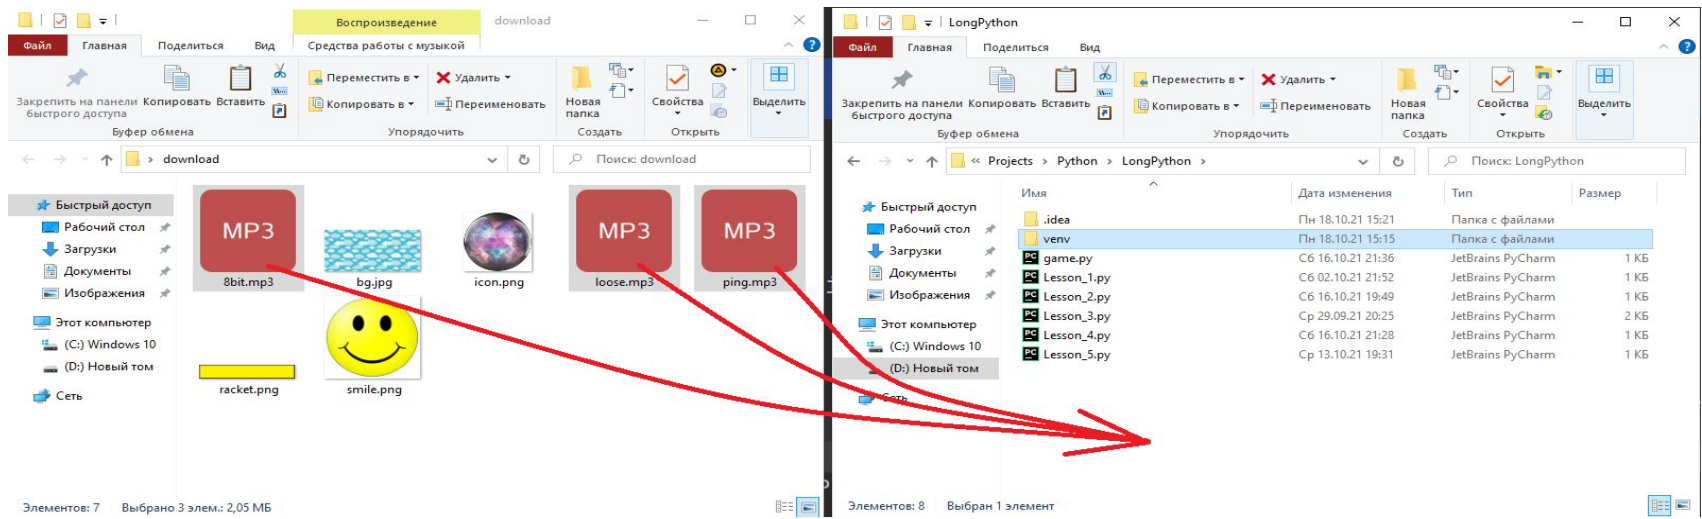 Воспроизведение
download
Файл
Главная
Поделиться
Вид
Средства работы с музыкой
Закрепить на панели
быстрого доступа
Копировать
Вставить
Переместить в
Копировать в
Удалить
Переименовать
Новая
папка
Свойства
Выделить
Буфер обмена
Упорядочить
Создать
Открыть
download
Поиск: download
Быстрый доступ
Рабочий стол
Загрузки
Документы
Изображения
Этот компьютер
(C:) Windows 10
(D:) Новый том
Сеть
MP3
8bit.mp3
bg.jpg
icon.png
MP3
loose.mp3
MP3
ping.mp3
racket.png
smile.png
Элементов: 7
Выбрано 3 элем.: 2,05 МБ
LongPython
Файл
Главная
Поделиться
Вид
Закрепить на панели
быстрого доступа
Копировать
Вставить
Переместить в
Копировать в
Удалить
Переименовать
Новая
папка
Свойства
Выделить
Буфер обмена
Упорядочить
Создать
Открыть
« Projects › Python › LongPython ›
Поиск: LongPython
Быстрый доступ
Рабочий стол
Загрузки
Документы
Изображения
Этот компьютер
(C:) Windows 10
(D:) Новый том
Сеть
Имя Дата изменения Тип Размер
.idea Пн 18.10.21 15:21 Папка с файлами
venv Пн 18.10.21 15:15 Папка с файлами
game.py Сб 16.10.21 21:36 JetBrains PyCharm 1 КБ
Lesson_1.py Сб 02.10.21 21:52 JetBrains PyCharm 1 КБ
Lesson_2.py Сб 16.10.21 19:49 JetBrains PyCharm 1 КБ
Lesson_3.py Ср 29.09.21 20:25 JetBrains PyCharm 2 КБ
Lesson_4.py Сб 16.10.21 21:28 JetBrains PyCharm 1 КБ
Lesson_5.py Ср 13.10.21 19:31 JetBrains PyCharm 1 КБ
Элементов: 8
Выбран 1 элемент